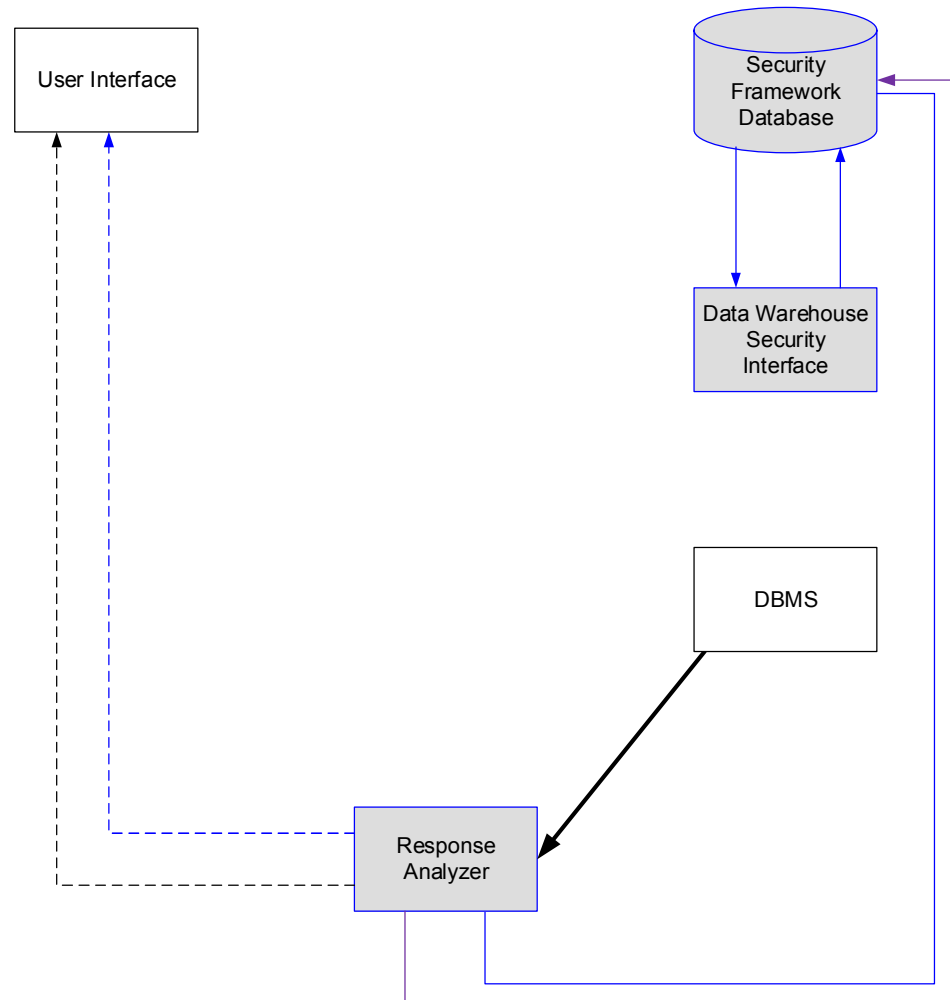 User Interface
Security
Framework
Database
Data Warehouse
Security
Interface
DBMS
Response
Analyzer